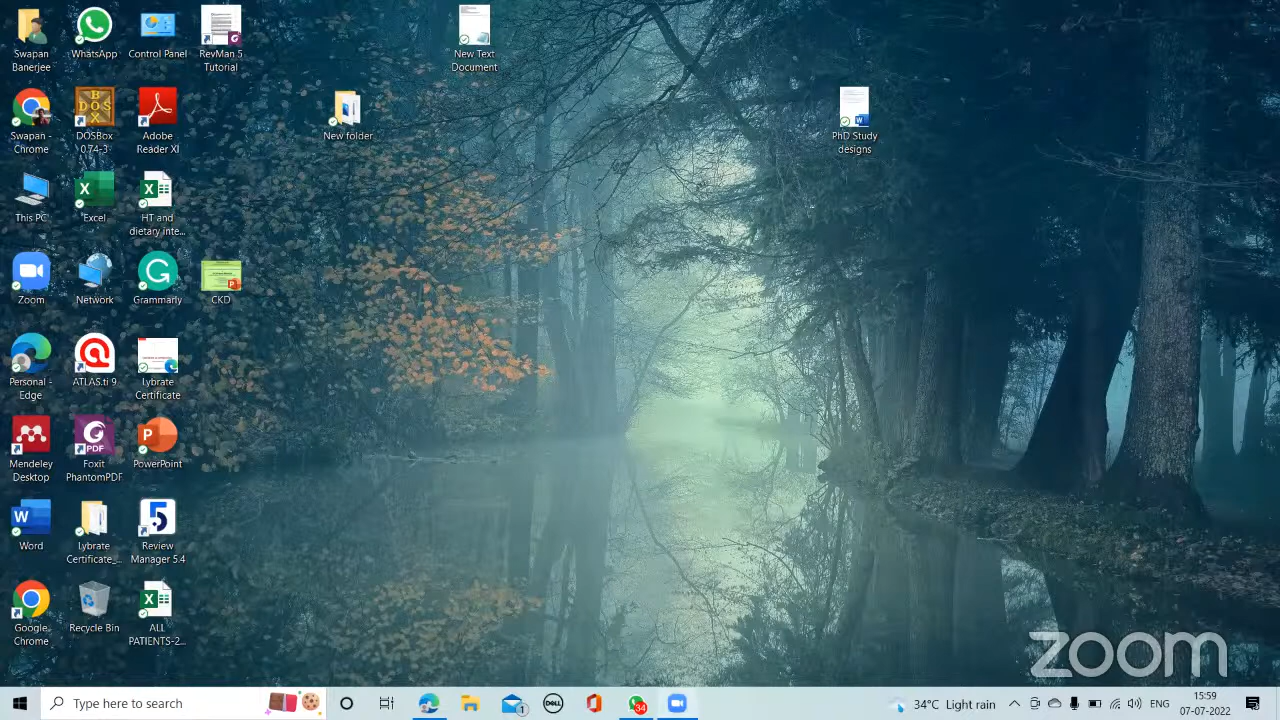 Swapan
Banerjee
WhatsApp
Control Panel
RevMan 5
Tutorial
New Text
Document
Swapan -
Chrome
DOSBox
0.74-3
Adobe
Reader XI
New folder
PhD Study
designs
This PC
Excel
HT and
dietary inte...
Zoom
Network
Grammarly
CKD
Personal -
Edge
ATLAS.ti 9
Lybrate
Certificate
Mendeley
Desktop
Foxit
PhantomPDF
PowerPoint
Word
Lybrate
Certificate_...
Review
Manager 5.4
Google
Chrome
Recycle Bin
ALL
PATIENTS-2...
zoom
Type here to search
DELL
34
Light rain
ENG
15:59
-07-2022